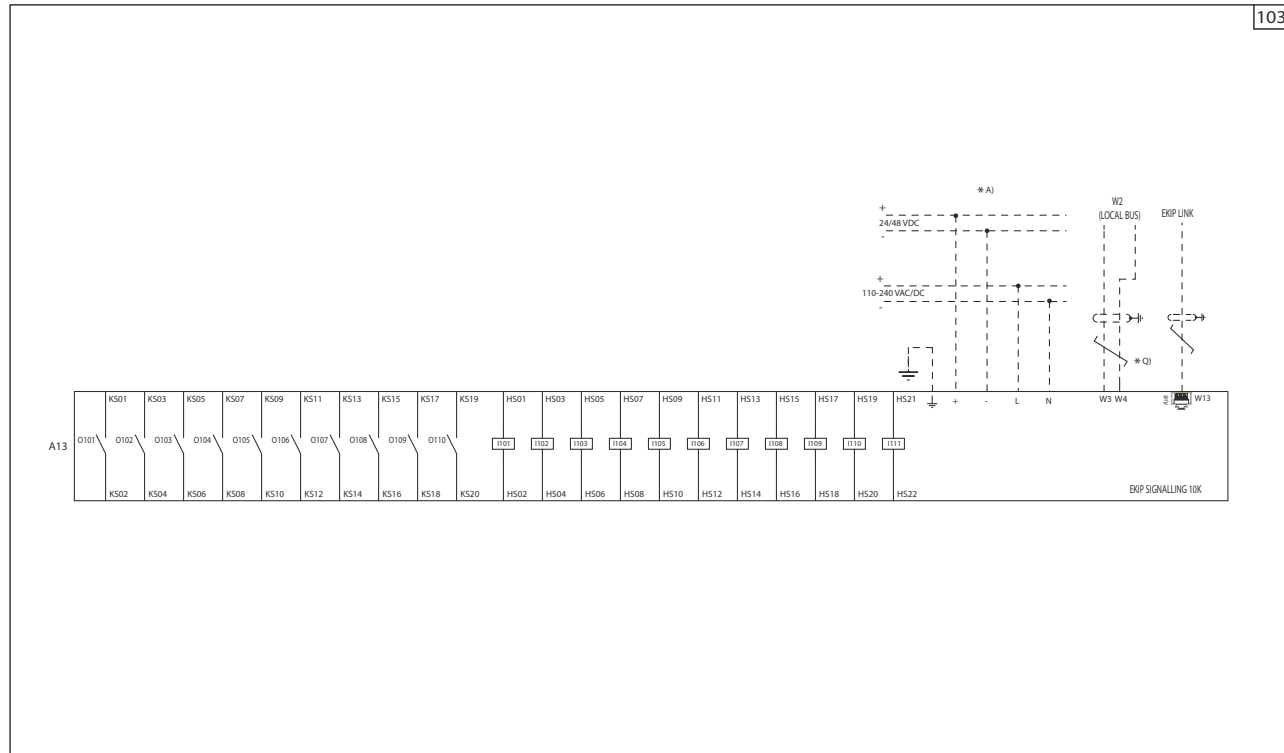 103
* A)
W2
(LOCAL BUS)
EKIP LINK
+
24/48 VDC
-
+
110-240 VAC/DC
-
* Q)
KS01 KS03 KS05 KS07 KS09 KS11 KS13 KS15 KS17 KS19 HS01 HS03 HS05 HS07 HS09 HS11 HS13 HS15 HS17 HS19 HS21 + - L N W3 W4 W13
A13 O101 O102 O103 O104 O105 O106 O107 O108 O109 O110 I101 I102 I103 I104 I105 I106 I107 I108 I109 I110 I111
KS02 KS04 KS06 KS08 KS10 KS12 KS14 KS16 KS18 KS20 HS02 HS04 HS06 HS08 HS10 HS12 HS14 HS16 HS18 HS20 HS22
EKIP SIGNALLING 10K